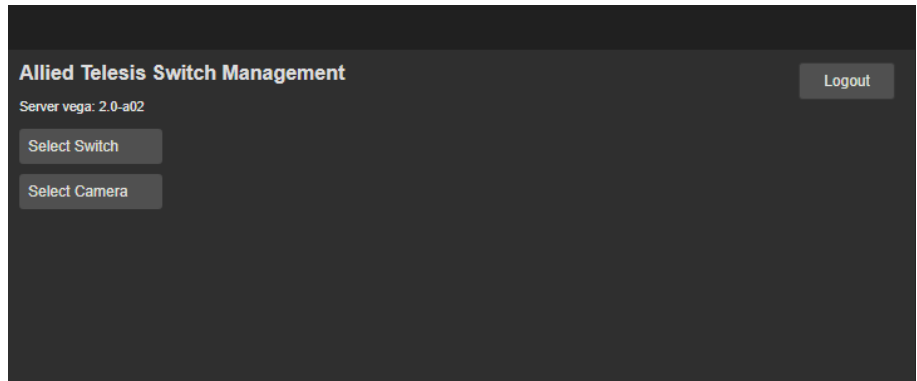 Allied Telesis Switch Management
Logout
Server vega: 2.0-a02
Select Switch
Select Camera